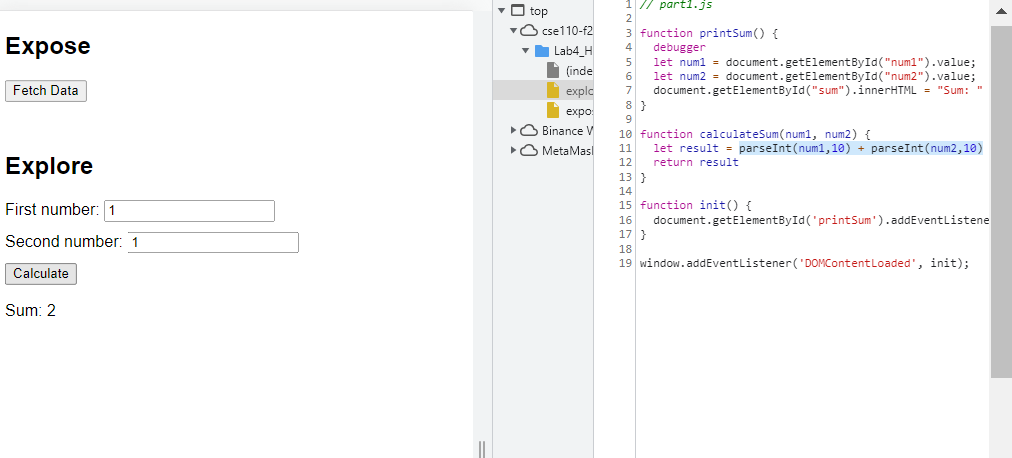 Expose
Fetch Data
Explore
First number: 1
Second number: 1
Calculate
Sum: 2
top
cse110-f2
Lab4_H
(inde
explo
expo
Binance W
MetaMas
1 // part1.js
2
3 function printSum() {
4 debugger
5 let num1 = document.getElementById("num1").value;
6 let num2 = document.getElementById("num2").value;
7 document.getElementById("sum").innerHTML = "Sum: "
8 }
9
10 function calculateSum(num1, num2) {
11 let result = parseInt(num1,10) + parseInt(num2,10)
12 return result
13 }
14
15 function init() {
16 document.getElementById('printSum').addEventListene
17 }
18
19 window.addEventListener('DOMContentLoaded', init);